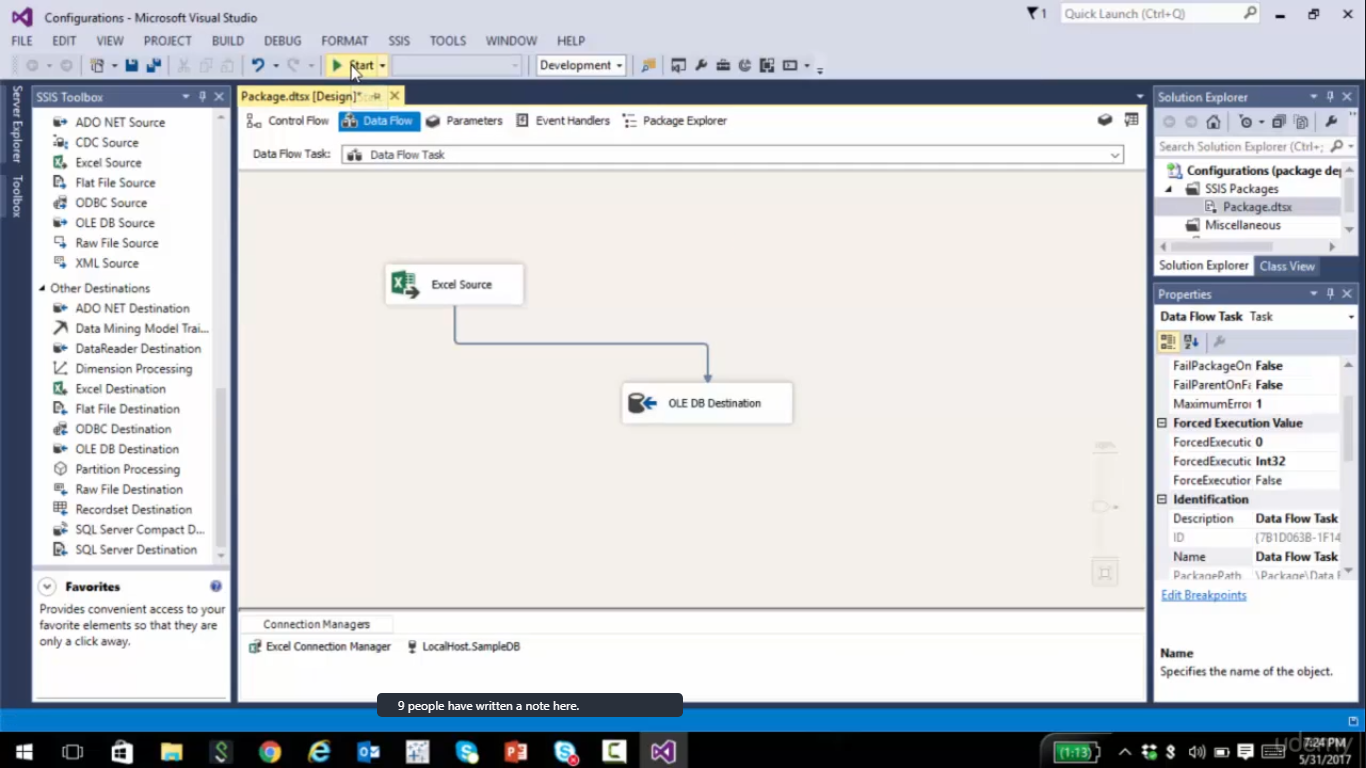 Configurations - Microsoft Visual Studio
1
Quick Launch (Ctrl+Q)
FILE EDIT VIEW PROJECT BUILD DEBUG FORMAT SSIS TOOLS WINDOW HELP
Start
Development
Server Explorer
Toolbox
SSIS Toolbox
ADO NET Source
CDC Source
Excel Source
Flat File Source
ODBC Source
OLE DB Source
Raw File Source
XML Source
Other Destinations
ADO NET Destination
Data Mining Model Trai...
DataReader Destination
Dimension Processing
Excel Destination
Flat File Destination
ODBC Destination
OLE DB Destination
Partition Processing
Raw File Destination
Recordset Destination
SQL Server Compact D...
SQL Server Destination
Favorites
Provides convenient access to your
favorite elements so that they are
only a click away.
Package.dtsx [Design]*
Control Flow Data Flow Parameters Event Handlers Package Explorer
Data Flow Task: Data Flow Task
Excel Source
OLE DB Destination
Connection Managers
Excel Connection Manager LocalHost.SampleDB
9 people have written a note here.
Solution Explorer
Search Solution Explorer (Ctrl+;
Configurations (package de
SSIS Packages
Package.dtsx
Miscellaneous
Solution Explorer Class View
Properties
Data Flow Task Task
FailPackageOn False
FailParentOnFa False
MaximumErro 1
Forced Execution Value
ForcedExecutic 0
ForcedExecutic Int32
ForceExecution False
Identification
Description Data Flow Task
ID {7B1D063B-1F14
Name Data Flow Task
PackagePath \Package\Data F
Edit Breakpoints
Name
Specifies the name of the object.
(1:13)
udemy
7:24 PM
5/31/2017